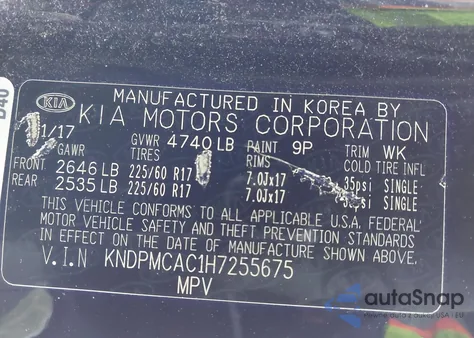 D40
KIA
MANUFACTURED IN KOREA BY
KIA MOTORS CORPORATION
1/17 GVWR 4740 LB PAINT 9P TRIM WK
GAWR TIRES RIMS COLD TIRE INFL
FRONT 2646 LB 225/60 R17 7.0Jx17 35psi SINGLE
REAR 2535 LB 225/60 R17 7.0Jx17 SINGLE
THIS VEHICLE CONFORMS TO ALL APPLICABLE U.S.A. FEDERAL
MOTOR VEHICLE SAFETY AND THEFT PREVENTION STANDARDS
IN EFFECT ON THE DATE OF MANUFACTURE SHOWN ABOVE
V.I.N KNDPMCAC1H7255675
MPV
autoSnap